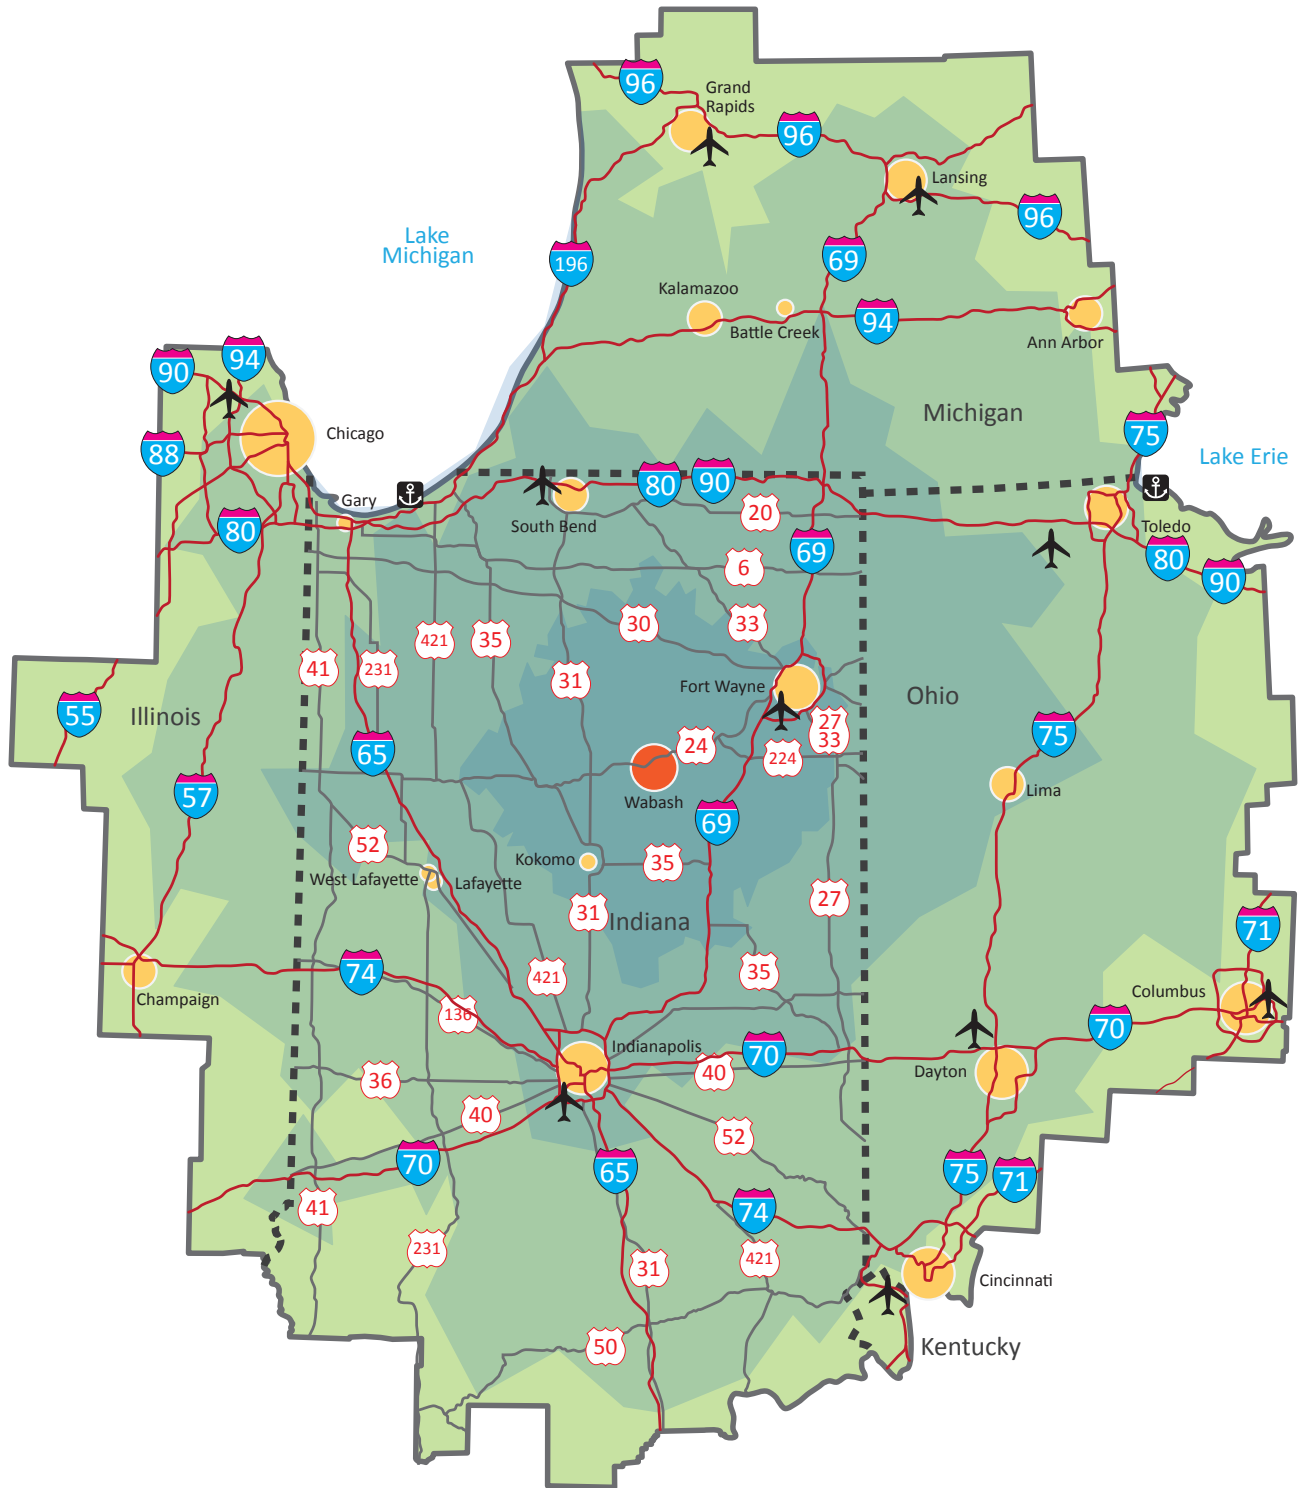 96
Grand
Rapids
96
Lansing
96
Lake
Michigan
196
69
Kalamazoo
Battle Creek
94
Ann Arbor
90
94
Chicago
88
Michigan
75
Lake Erie
Gary
80
South Bend
80
90
20
Toledo
80
90
69
6
30
33
421
35
41
231
31
Fort Wayne
Ohio
55
Illinois
27
33
75
65
24
224
57
Wabash
Lima
69
52
Kokomo
35
West Lafayette
Lafayette
27
31
Indiana
71
74
421
35
Columbus
Champaign
136
70
Indianapolis
70
36
40
Dayton
40
52
70
65
75
71
41
74
231
31
421
Cincinnati
50
Kentucky